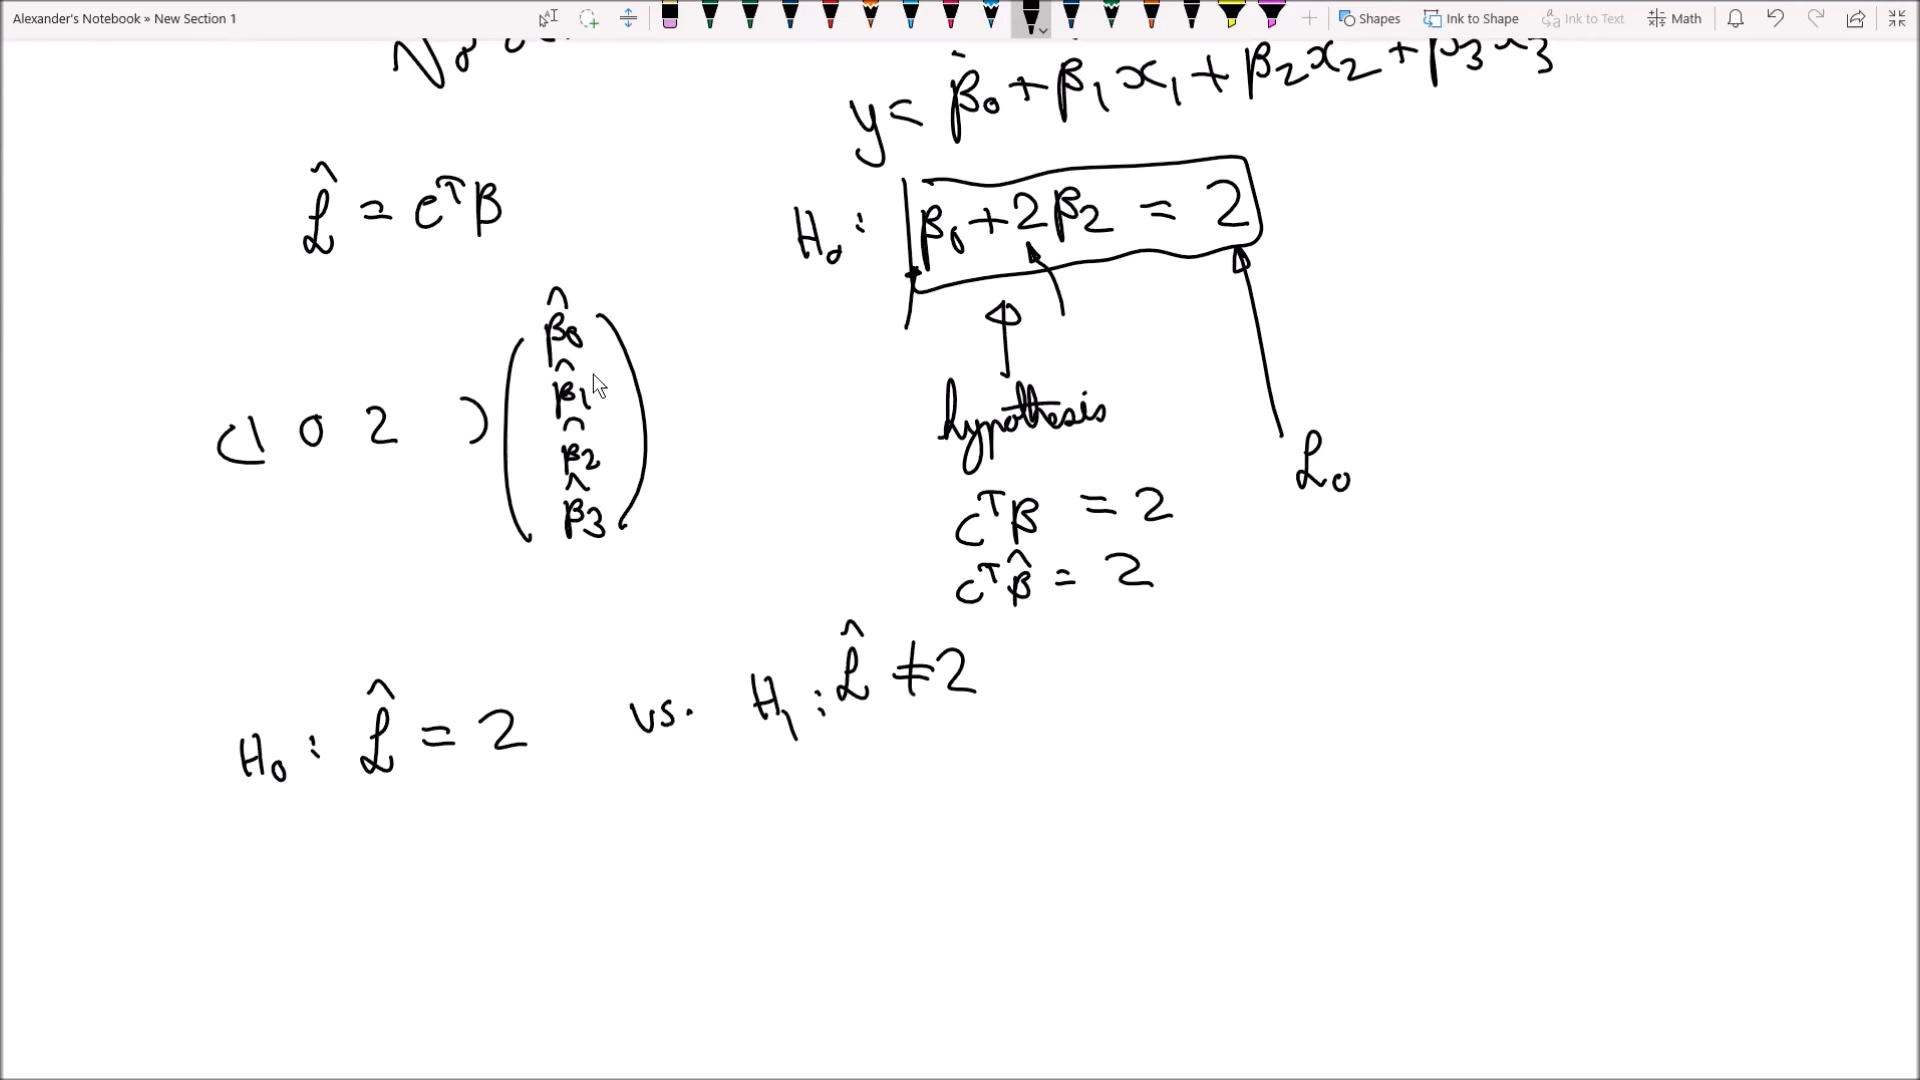 Alexander's Notebook » New Section 1
Shapes Ink to Shape Ink to Text Math
y = β₀ + β₁x₁ + β₂x₂ + β₃x₃
L̂ = cᵀβ
H₀ : β₀ + 2β₂ = 2
hypothesis
L₀
(1 0 2 )
β̂₀
β̂₁
β̂₂
β̂₃
cᵀβ = 2
cᵀβ̂ = 2
H₀ : L̂ = 2 vs. H₁ : L̂ ≠ 2